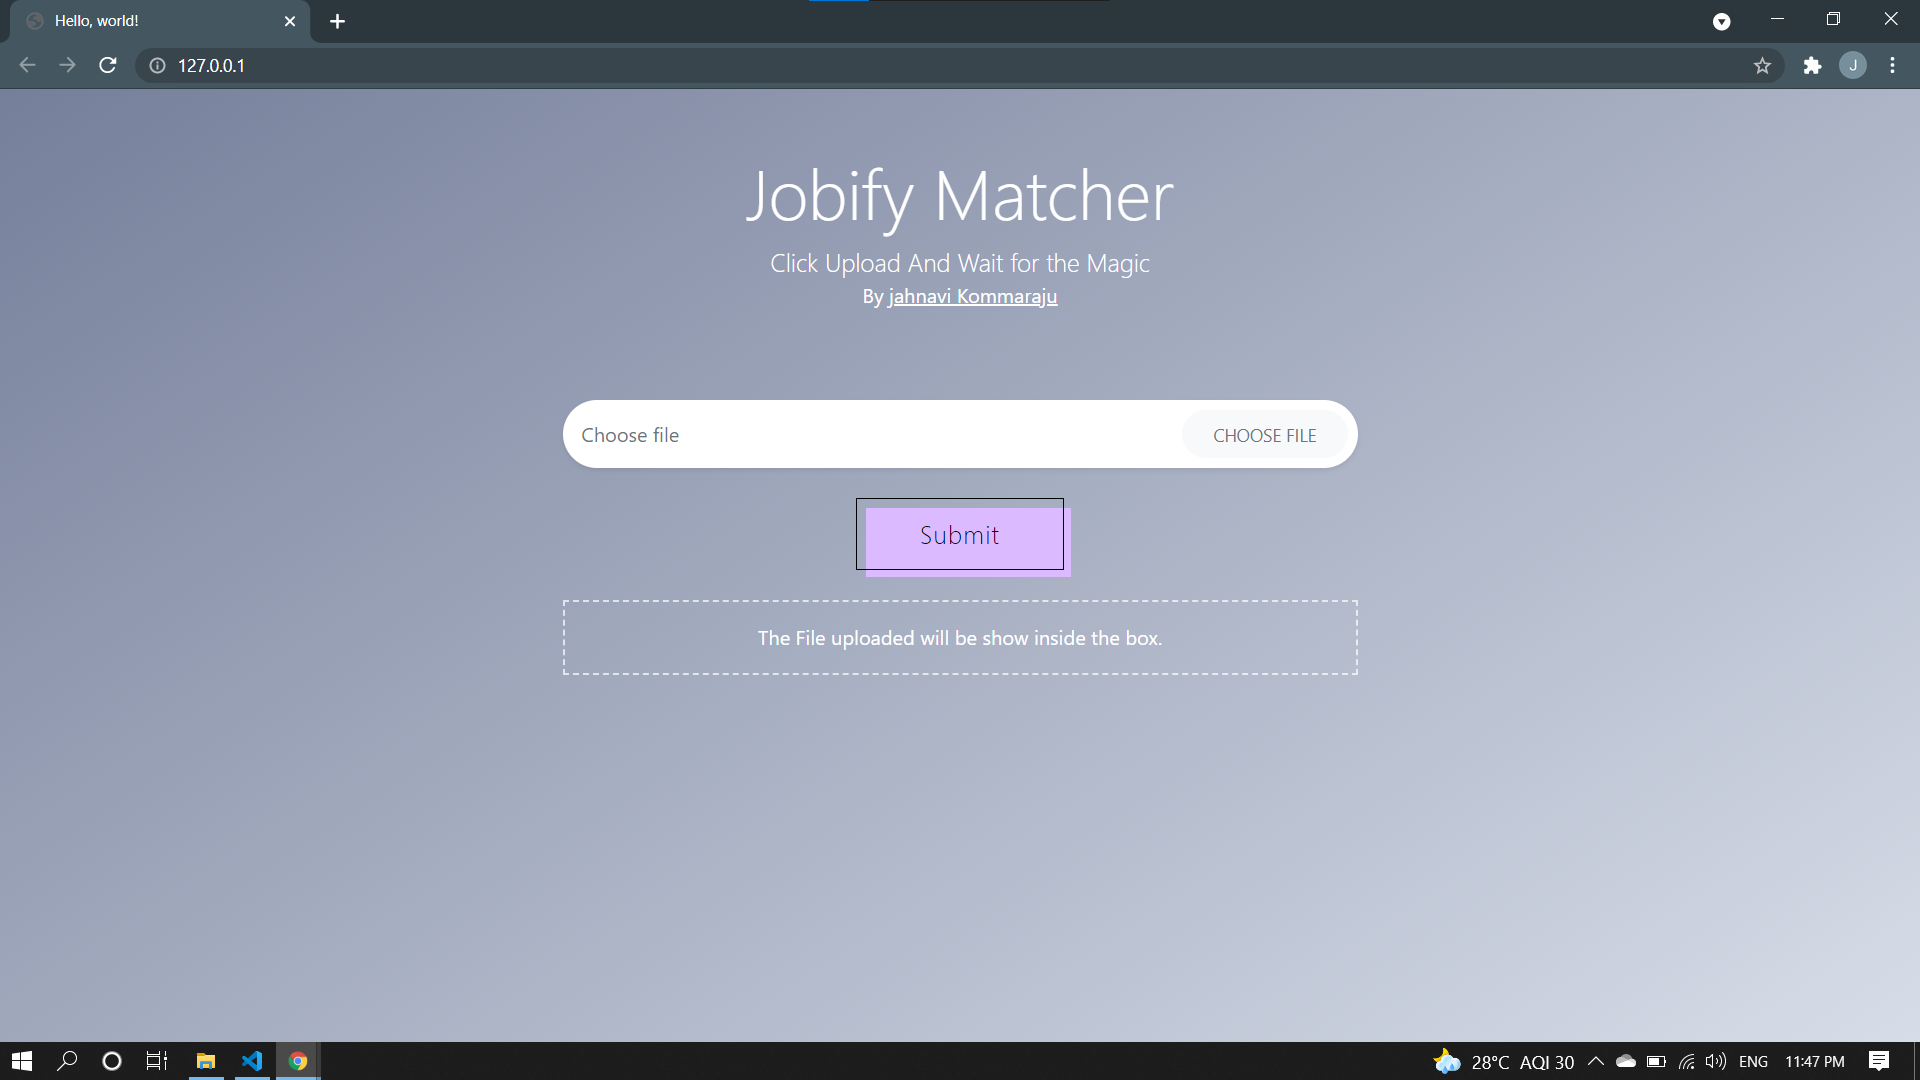 Hello, world!
127.0.0.1
J
Jobify Matcher
Click Upload And Wait for the Magic
By jahnavi Kommaraju
Choose file
CHOOSE FILE
Submit
The File uploaded will be show inside the box.
28°C AQI 30
ENG
11:47 PM